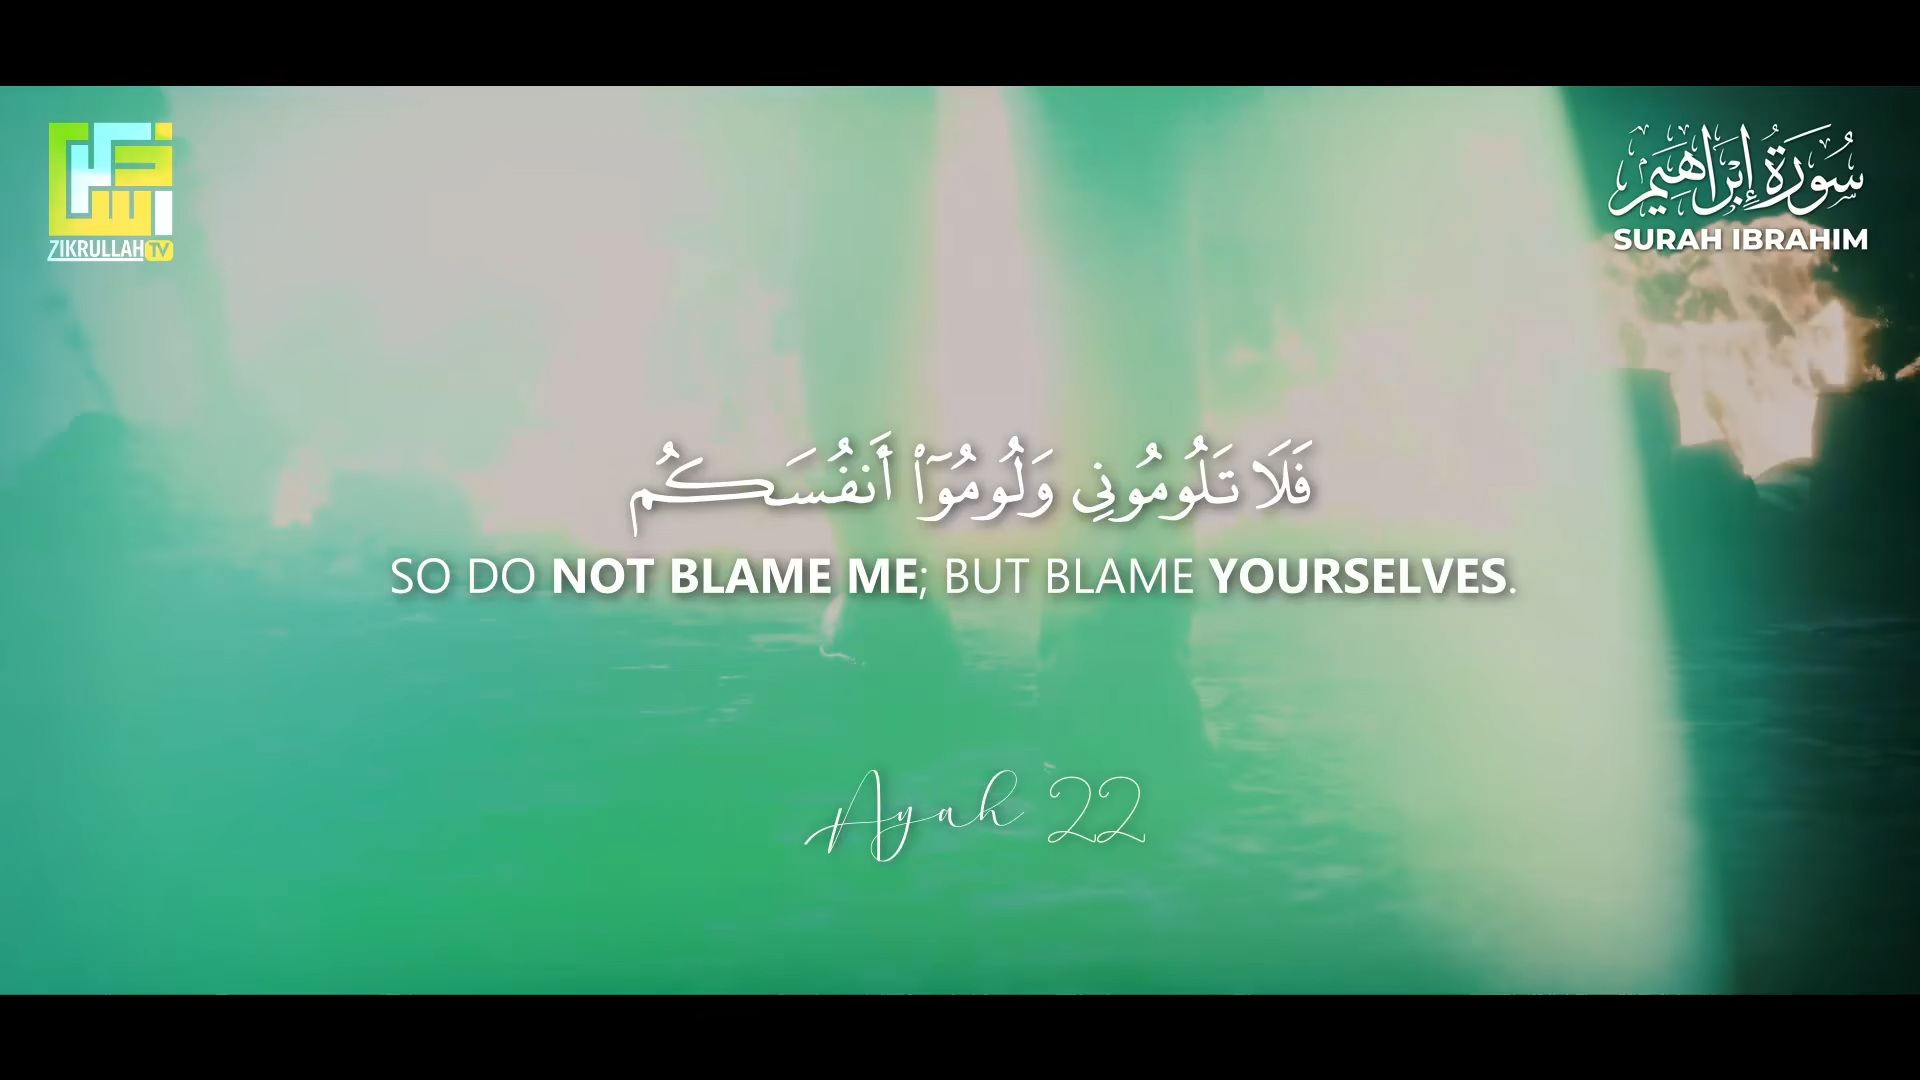 ZIKRULLAH TV
سُورَةُ إِبْرَاهِيم
SURAH IBRAHIM
فَلَا تَلُومُونِى وَلُومُوٓا۟ أَنفُسَكُم
SO DO NOT BLAME ME; BUT BLAME YOURSELVES.
Ayah 22